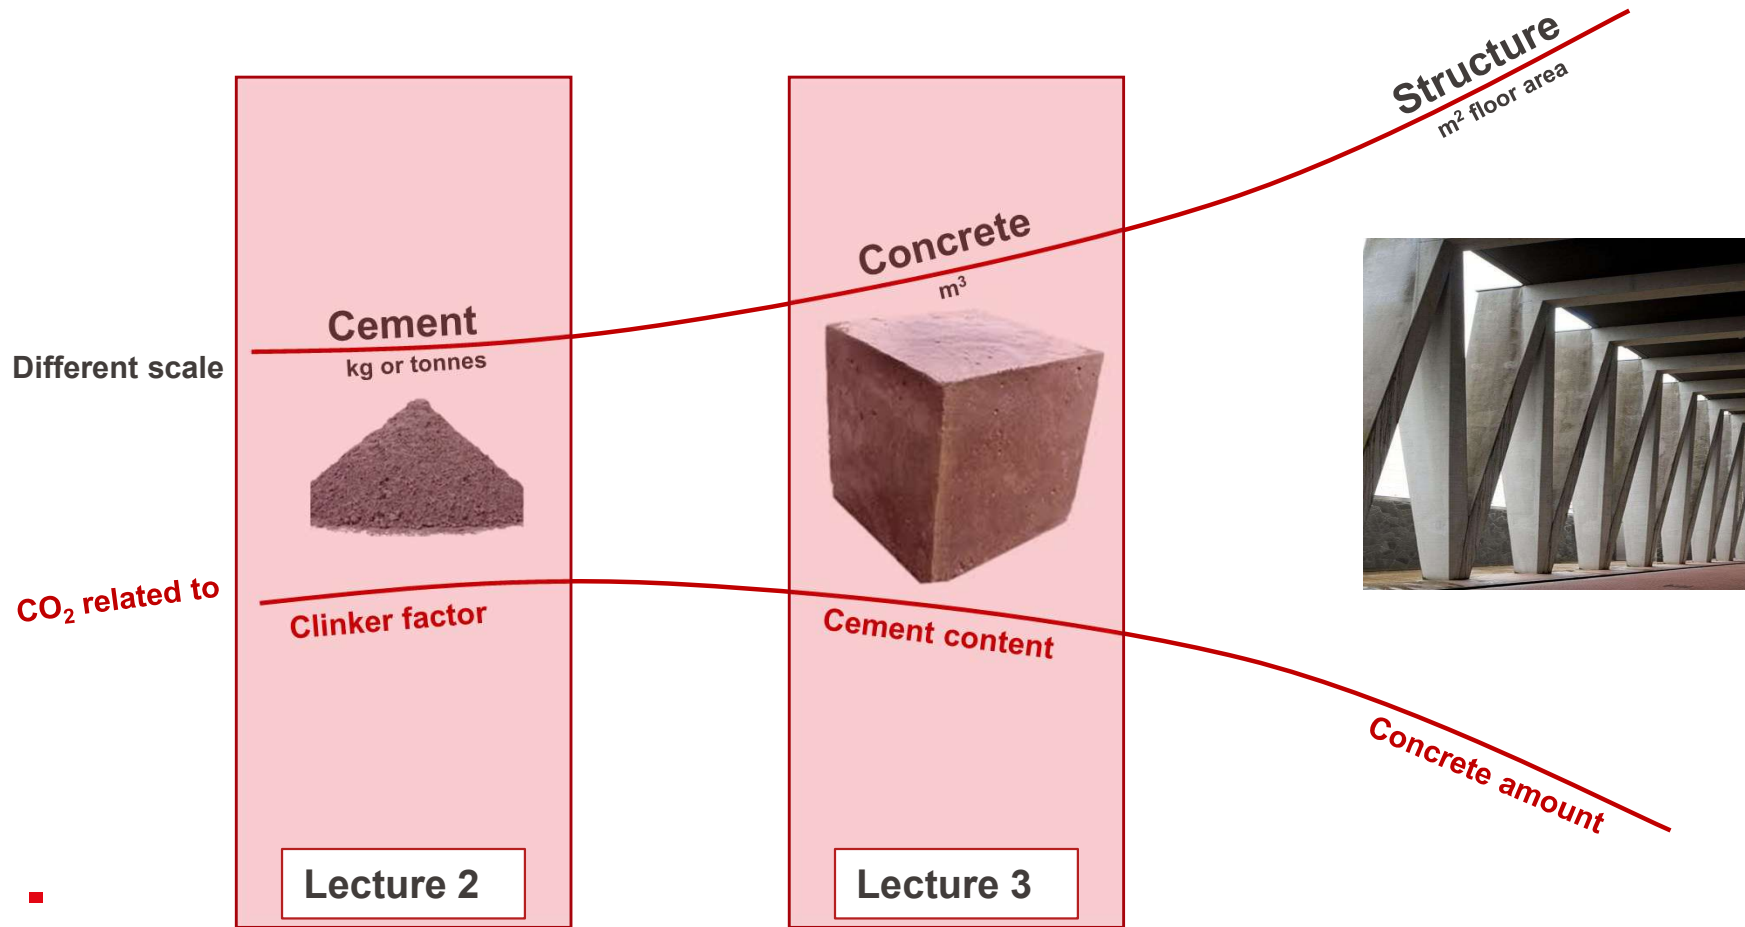 Structure
m² floor area
Concrete
m³
Cement
kg or tonnes
Different scale
CO₂ related to
Clinker factor
Cement content
Concrete amount
Lecture 2
Lecture 3